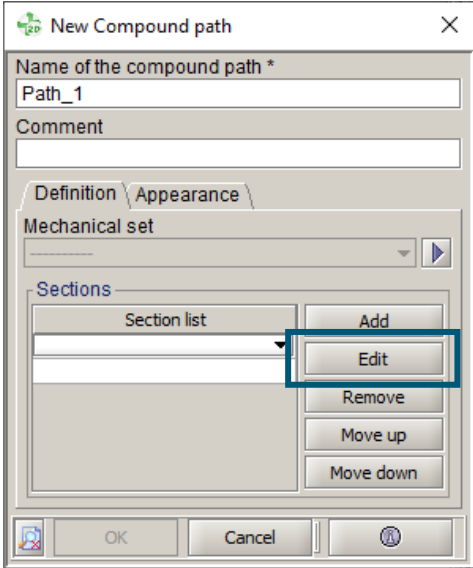 New Compound path
Name of the compound path *
Path_1
Comment
Definition Appearance
Mechanical set
----------
Sections
Section list
Add
Edit
Remove
Move up
Move down
OK Cancel